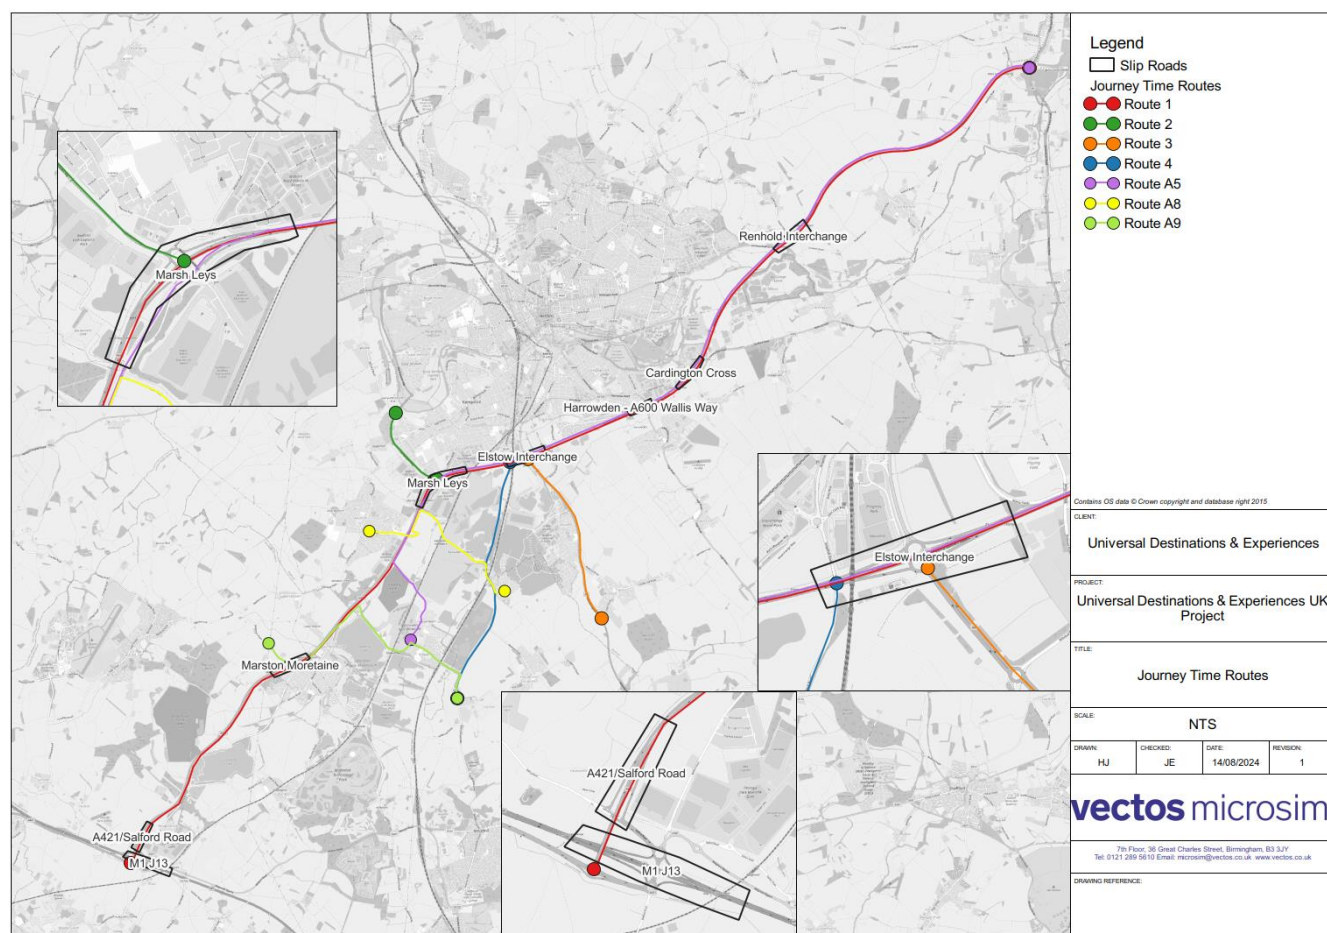 Legend
Slip Roads
Journey Time Routes
Route 1
Route 2
Route 3
Route 4
Route A5
Route A8
Route A9
Renhold Interchange
Cardington Cross
Harrowden - A600 Wallis Way
Elstow Interchange
Marsh Leys
Marston Moretaine
A421/Salford Road
M1 J13
Marsh Leys
Elstow Interchange
A421/Salford Road
M1 J13
Contains OS data © Crown copyright and database right 2015
CLIENT:
Universal Destinations & Experiences
PROJECT:
Universal Destinations & Experiences UK
Project
TITLE:
Journey Time Routes
SCALE:
NTS
DRAWN:
HJ
CHECKED:
JE
DATE:
14/08/2024
REVISION:
1
vectos microsim
7th Floor, 36 Great Charles Street, Birmingham, B3 3JY
Tel: 0121 289 5610 Email: microsim@vectos.co.uk www.vectos.co.uk
DRAWING REFERENCE: